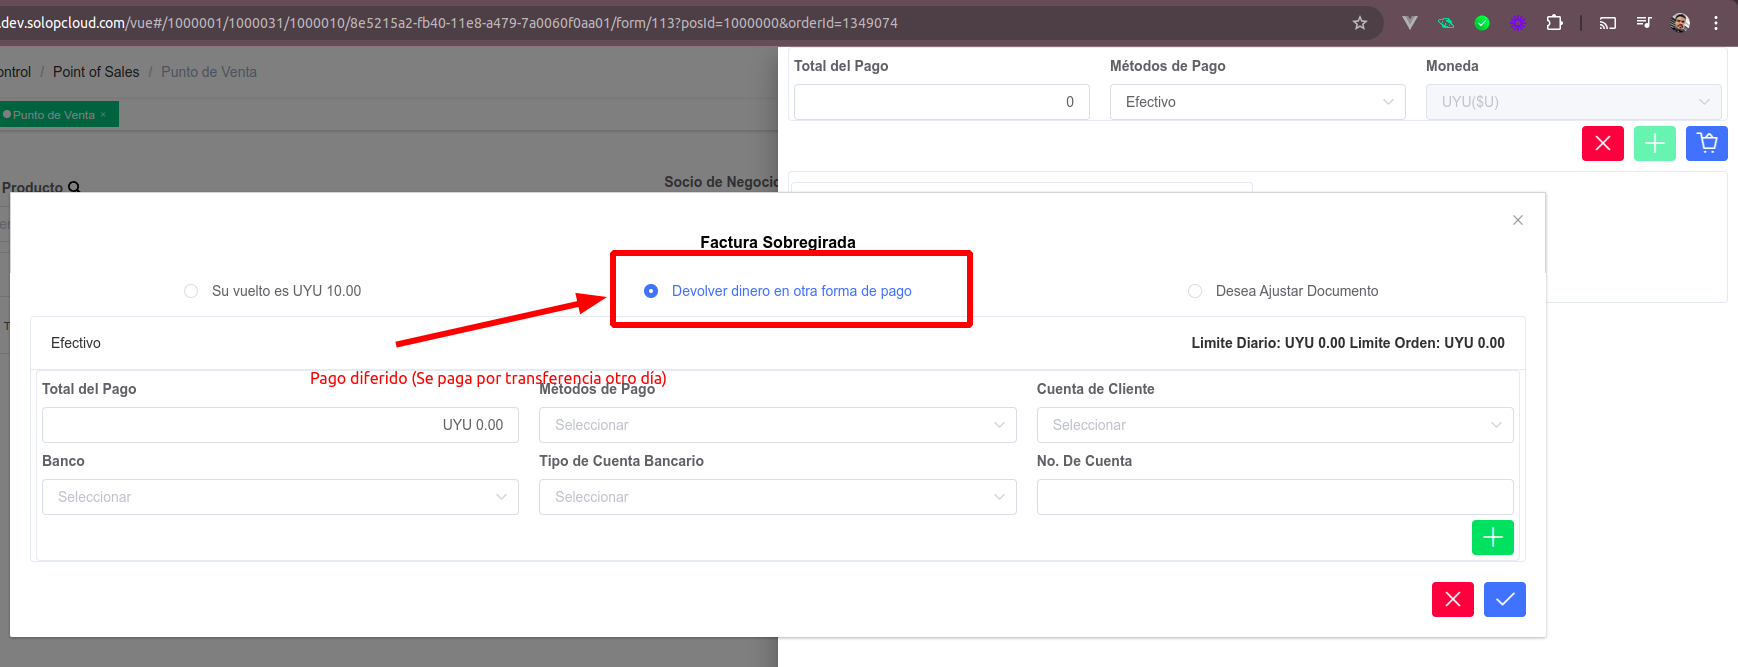 .dev.solopcloud.com/vue#/1000001/1000031/1000010/8e5215a2-fb40-11e8-a479-7a0060f0aa01/form/113?posId=1000000&orderId=1349074
ontrol / Point of Sales / Punto de Venta
Punto de Venta ×
Total del Pago Métodos de Pago Moneda
0 Efectivo UYU($U)
Producto Socio de Negocio
Factura Sobregirada
Su vuelto es UYU 10.00 Devolver dinero en otra forma de pago Desea Ajustar Documento
Efectivo Limite Diario: UYU 0.00 Limite Orden: UYU 0.00
Pago diferido (Se paga por transferencia otro día)
Total del Pago Métodos de Pago Cuenta de Cliente
UYU 0.00 Seleccionar Seleccionar
Banco Tipo de Cuenta Bancario No. De Cuenta
Seleccionar Seleccionar